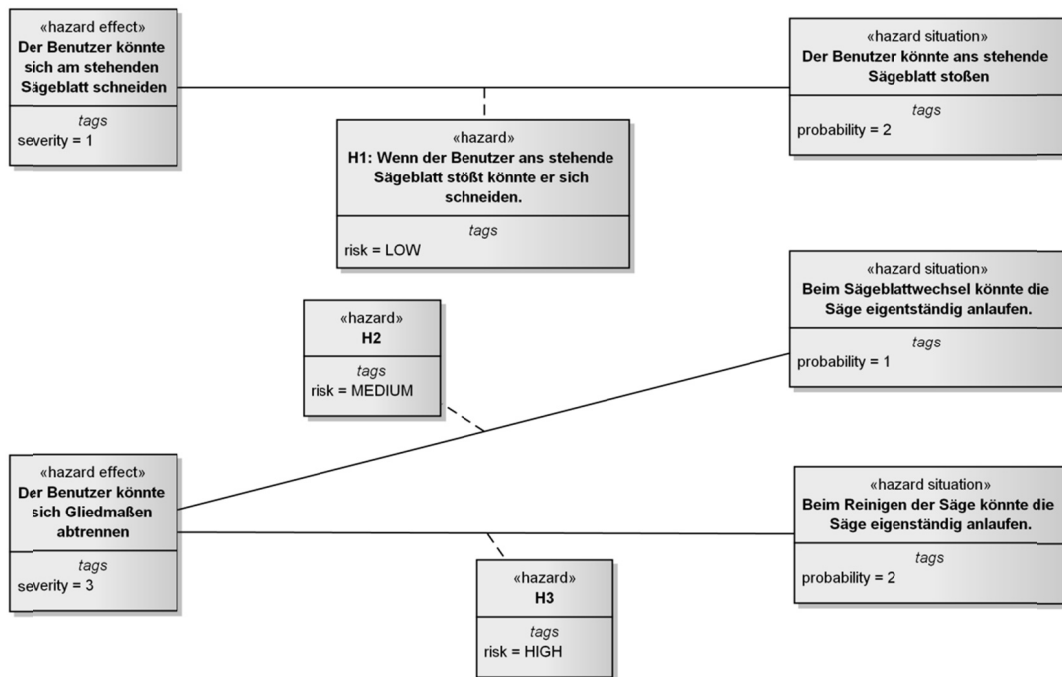 «hazard effect»
Der Benutzer könnte
sich am stehenden
Sägeblatt schneiden
tags
severity = 1
«hazard situation»
Der Benutzer könnte ans stehende
Sägeblatt stoßen
tags
probability = 2
«hazard»
H1: Wenn der Benutzer ans stehende
Sägeblatt stößt könnte er sich
schneiden.
tags
risk = LOW
«hazard situation»
Beim Sägeblattwechsel könnte die
Säge eigentständig anlaufen.
tags
probability = 1
«hazard»
H2
tags
risk = MEDIUM
«hazard effect»
Der Benutzer könnte
sich Gliedmaßen
abtrennen
tags
severity = 3
«hazard situation»
Beim Reinigen der Säge könnte die
Säge eigenständig anlaufen.
tags
probability = 2
«hazard»
H3
tags
risk = HIGH